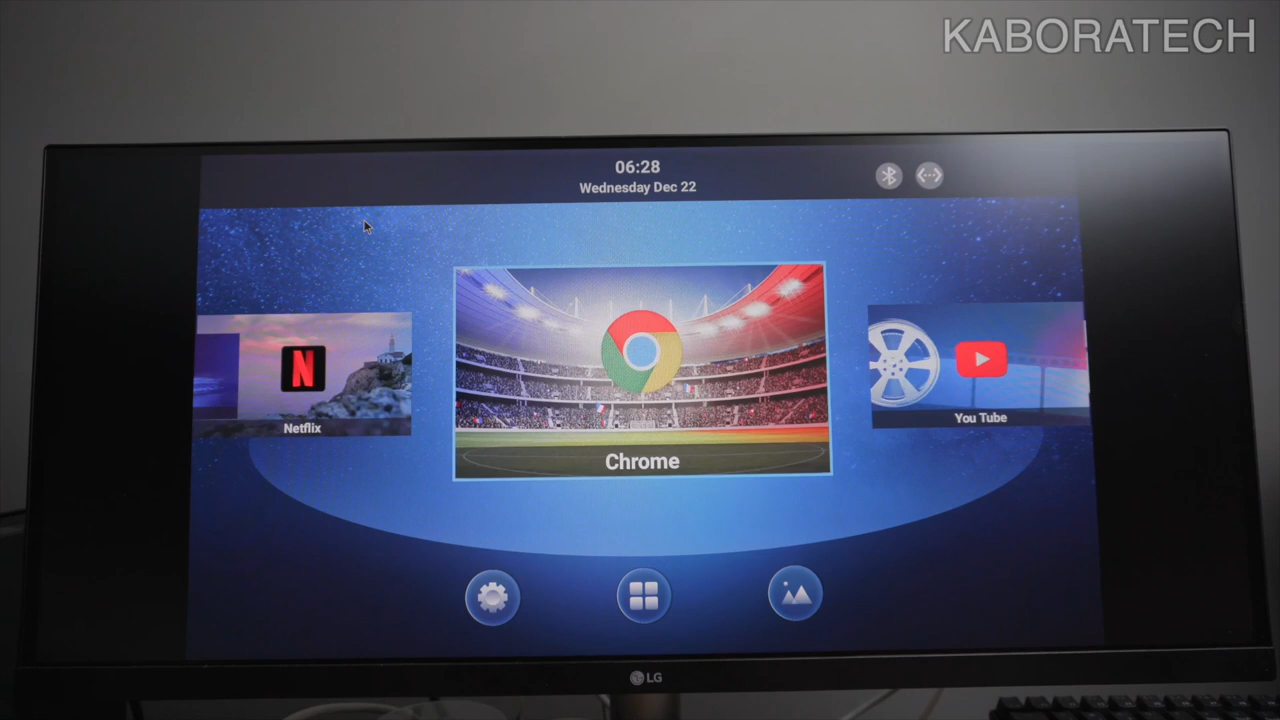 KABORATECH
06:28
Wednesday Dec 22
N
Netflix
Chrome
You Tube
LG